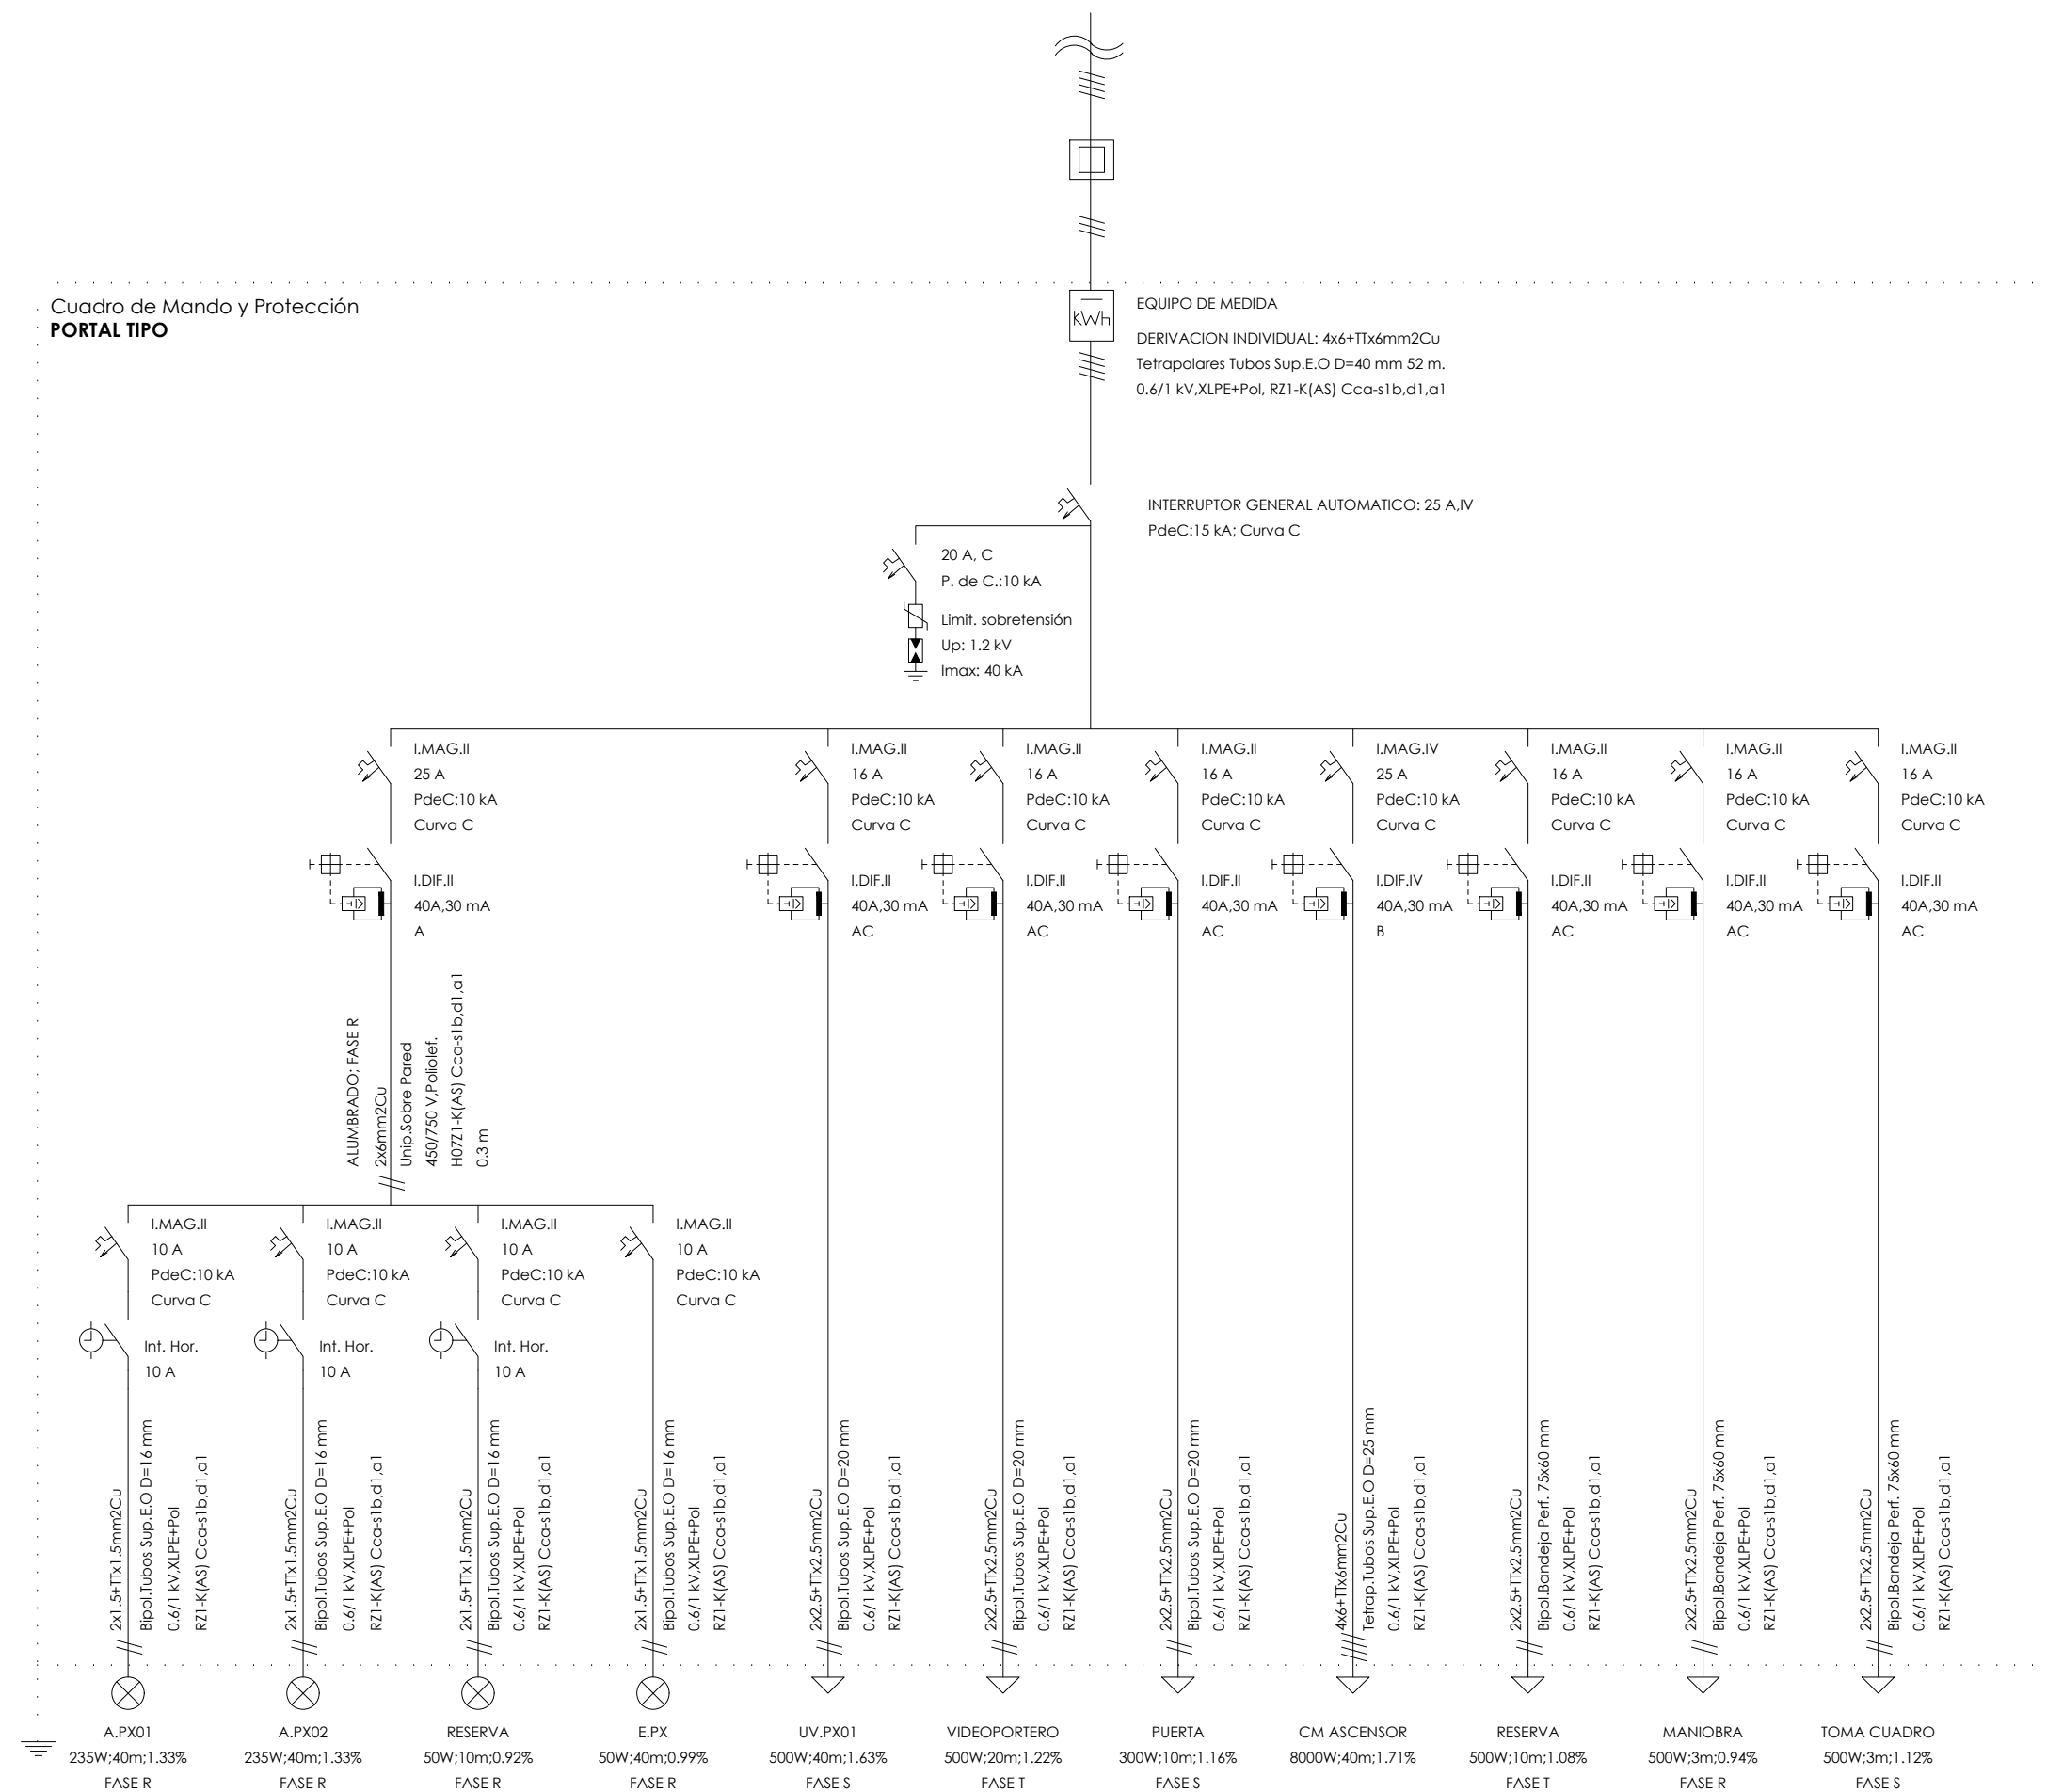 Cuadro de Mando y Protección
PORTAL TIPO
KWh
EQUIPO DE MEDIDA
DERIVACION INDIVIDUAL: 4x6+TTx6mm2Cu
Tetrapolares Tubos Sup.E.O D=40 mm 52 m.
0.6/1 kV,XLPE+Pol, RZ1-K(AS) Cca-s1b,d1,a1
INTERRUPTOR GENERAL AUTOMATICO: 25 A,IV
PdeC:15 kA; Curva C
20 A, C
P. de C.:10 kA
Limit. sobretensión
Up: 1.2 kV
Imax: 40 kA
I.MAG.II
25 A
PdeC:10 kA
Curva C
I.DIF.II
40A,30 mA
A
I.MAG.II
16 A
PdeC:10 kA
Curva C
I.DIF.II
40A,30 mA
AC
I.MAG.II
16 A
PdeC:10 kA
Curva C
I.DIF.II
40A,30 mA
AC
I.MAG.II
16 A
PdeC:10 kA
Curva C
I.DIF.II
40A,30 mA
AC
I.MAG.IV
25 A
PdeC:10 kA
Curva C
I.DIF.IV
40A,30 mA
B
I.MAG.II
16 A
PdeC:10 kA
Curva C
I.DIF.II
40A,30 mA
AC
I.MAG.II
16 A
PdeC:10 kA
Curva C
I.DIF.II
40A,30 mA
AC
I.MAG.II
16 A
PdeC:10 kA
Curva C
I.DIF.II
40A,30 mA
AC
ALUMBRADO; FASE R
2x6mm2Cu
Unip.Sobre Pared
450/750 V,Poliolef.
H07Z1-K(AS) Cca-s1b,d1,a1
0.3 m
I.MAG.II
10 A
PdeC:10 kA
Curva C
Int. Hor.
10 A
I.MAG.II
10 A
PdeC:10 kA
Curva C
Int. Hor.
10 A
I.MAG.II
10 A
PdeC:10 kA
Curva C
Int. Hor.
10 A
I.MAG.II
10 A
PdeC:10 kA
Curva C
2x1.5+TTx1.5mm2Cu
Bipol.Tubos Sup.E.O D=16 mm
0.6/1 kV,XLPE+Pol
RZ1-K(AS) Cca-s1b,d1,a1
2x1.5+TTx1.5mm2Cu
Bipol.Tubos Sup.E.O D=16 mm
0.6/1 kV,XLPE+Pol
RZ1-K(AS) Cca-s1b,d1,a1
2x1.5+TTx1.5mm2Cu
Bipol.Tubos Sup.E.O D=16 mm
0.6/1 kV,XLPE+Pol
RZ1-K(AS) Cca-s1b,d1,a1
2x1.5+TTx1.5mm2Cu
Bipol.Tubos Sup.E.O D=16 mm
0.6/1 kV,XLPE+Pol
RZ1-K(AS) Cca-s1b,d1,a1
2x2.5+TTx2.5mm2Cu
Bipol.Tubos Sup.E.O D=20 mm
0.6/1 kV,XLPE+Pol
RZ1-K(AS) Cca-s1b,d1,a1
2x2.5+TTx2.5mm2Cu
Bipol.Tubos Sup.E.O D=20 mm
0.6/1 kV,XLPE+Pol
RZ1-K(AS) Cca-s1b,d1,a1
2x2.5+TTx2.5mm2Cu
Bipol.Tubos Sup.E.O D=20 mm
0.6/1 kV,XLPE+Pol
RZ1-K(AS) Cca-s1b,d1,a1
4x6+TTx6mm2Cu
Tetrap.Tubos Sup.E.O D=25 mm
0.6/1 kV,XLPE+Pol
RZ1-K(AS) Cca-s1b,d1,a1
2x2.5+TTx2.5mm2Cu
Bipol.Bandeja Perf. 75x60 mm
0.6/1 kV,XLPE+Pol
RZ1-K(AS) Cca-s1b,d1,a1
2x2.5+TTx2.5mm2Cu
Bipol.Bandeja Perf. 75x60 mm
0.6/1 kV,XLPE+Pol
RZ1-K(AS) Cca-s1b,d1,a1
2x2.5+TTx2.5mm2Cu
Bipol.Bandeja Perf. 75x60 mm
0.6/1 kV,XLPE+Pol
RZ1-K(AS) Cca-s1b,d1,a1
A.PX01
235W;40m;1.33%
FASE R
A.PX02
235W;40m;1.33%
FASE R
RESERVA
50W;10m;0.92%
FASE R
E.PX
50W;40m;0.99%
FASE R
UV.PX01
500W;40m;1.63%
FASE S
VIDEOPORTERO
500W;20m;1.22%
FASE T
PUERTA
300W;10m;1.16%
FASE S
CM ASCENSOR
8000W;40m;1.71%
RESERVA
500W;10m;1.08%
FASE T
MANIOBRA
500W;3m;0.94%
FASE R
TOMA CUADRO
500W;3m;1.12%
FASE S